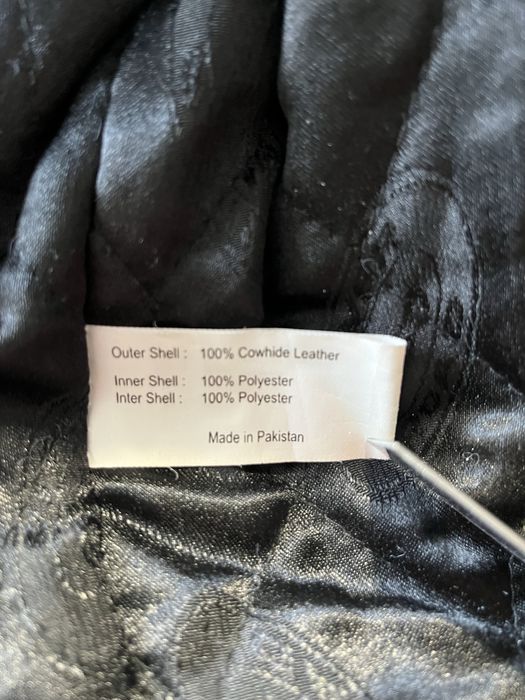 Outer Shell : 100% Cowhide Leather
Inner Shell : 100% Polyester
Inter Shell : 100% Polyester
Made in Pakistan